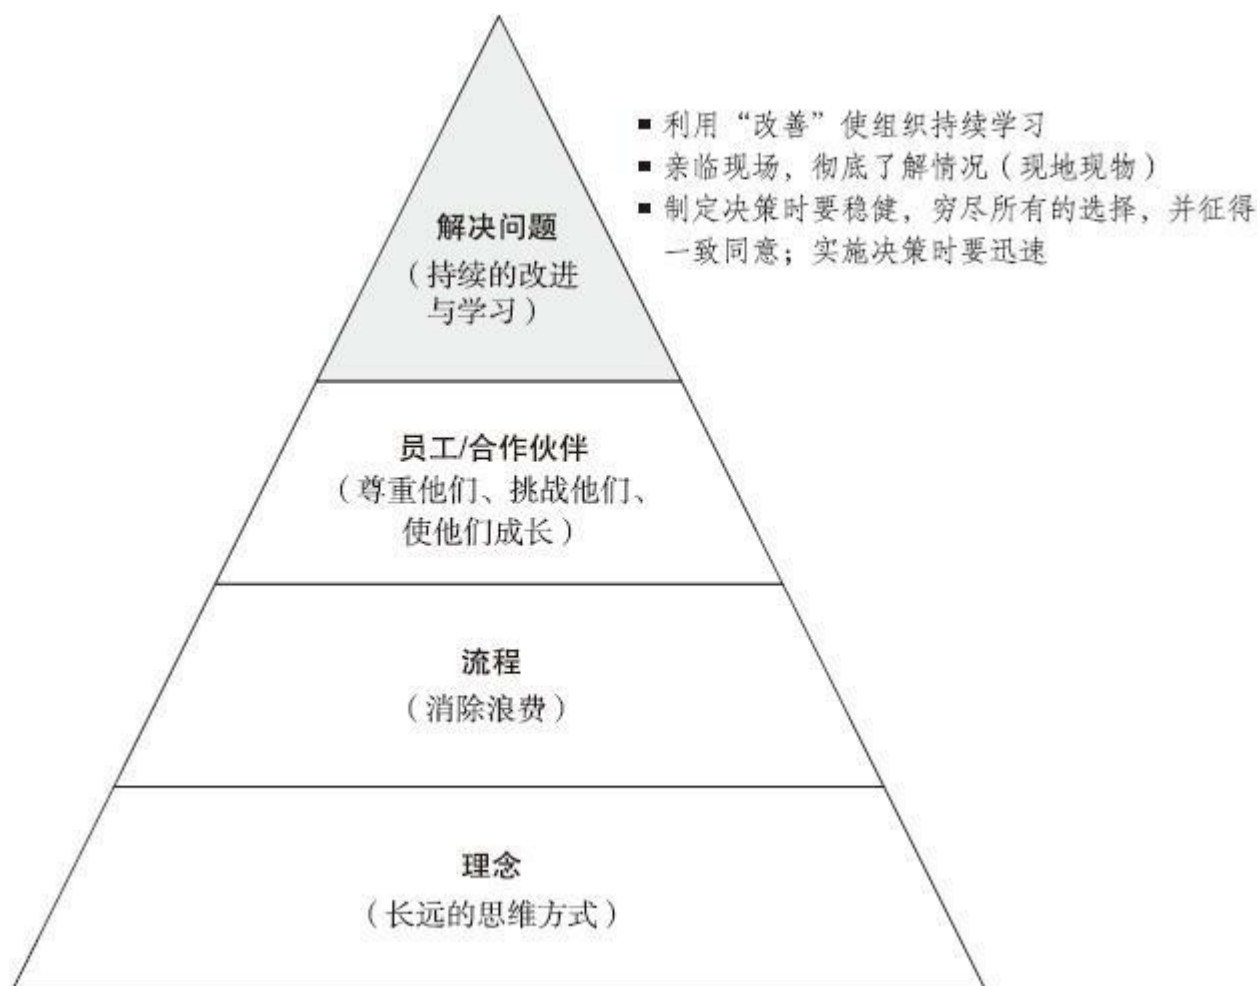 ■ 利用“改善”使组织持续学习
■ 亲临现场，彻底了解情况（现地现物）
■ 制定决策时要稳健，穷尽所有的选择，并征得
一致同意；实施决策时要迅速
解决问题
（持续的改进
与学习）
员工/合作伙伴
（尊重他们、挑战他们、
使他们成长）
流程
（消除浪费）
理念
（长远的思维方式）